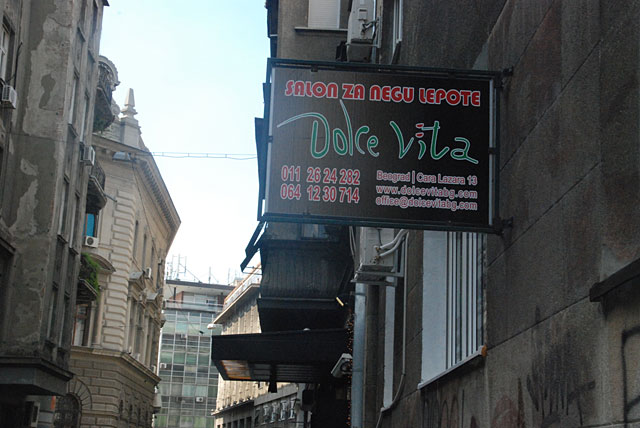 SALON ZA NEGU LEPOTE
Dolce Vita
011 26 24 282
064 12 30 714
Beograd | Cara Lazara 13
www.dolcevitabg.com
office@dolcevitabg.com